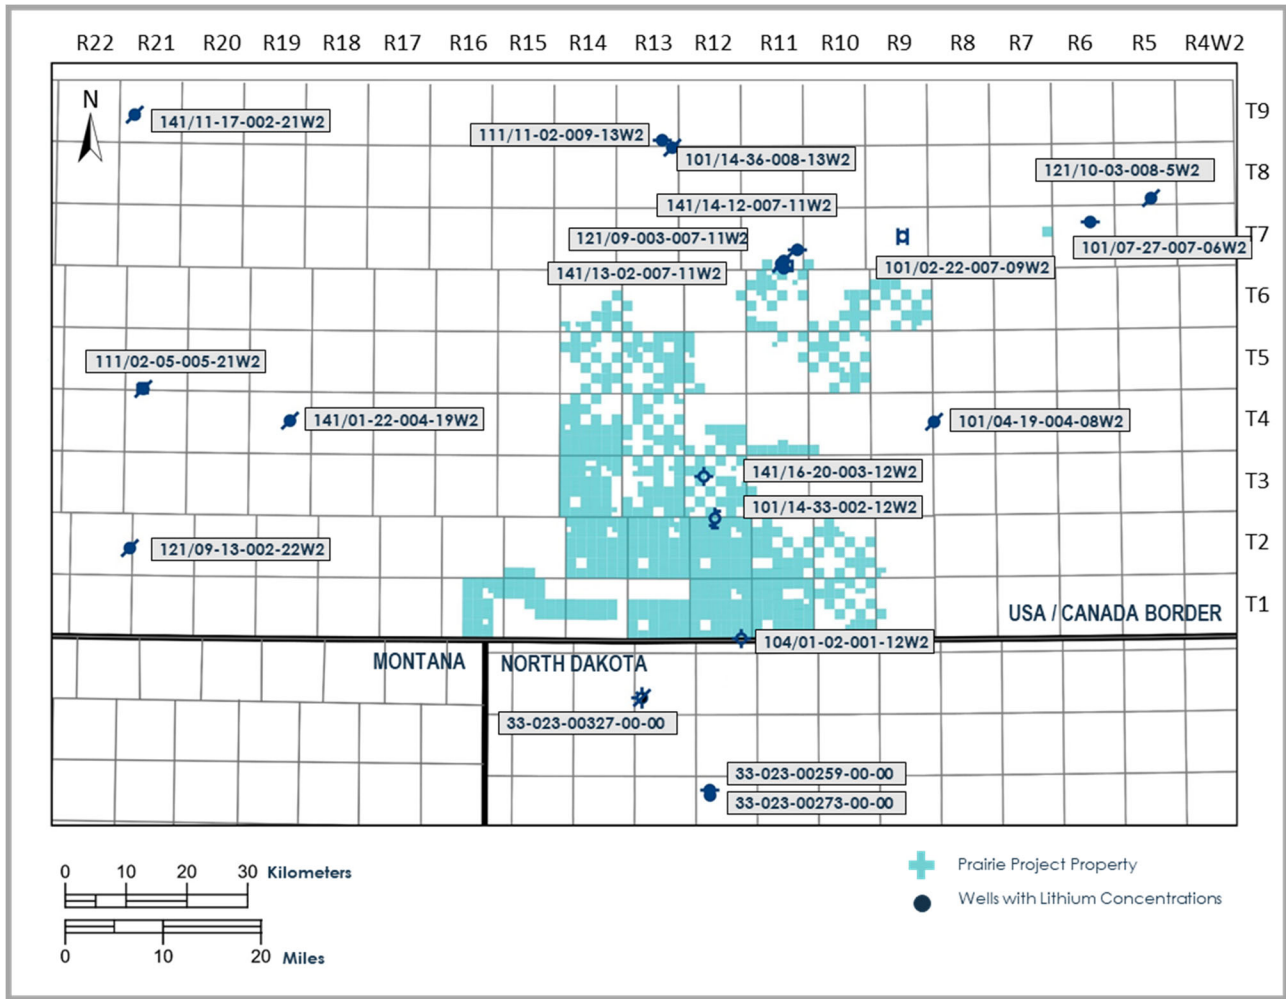 R22 R21 R20 R19 R18 R17 R16 R15 R14 R13 R12 R11 R10 R9 R8 R7 R6 R5 R4W2
N
T9
141/11-17-002-21W2
111/11-02-009-13W2
101/14-36-008-13W2
121/10-03-008-5W2
T8
141/14-12-007-11W2
121/09-003-007-11W2
T7
101/07-27-007-06W2
141/13-02-007-11W2
101/02-22-007-09W2
T6
111/02-05-005-21W2
T5
141/01-22-004-19W2
101/04-19-004-08W2
T4
141/16-20-003-12W2
T3
101/14-33-002-12W2
121/09-13-002-22W2
T2
T1
USA / CANADA BORDER
104/01-02-001-12W2
MONTANA
NORTH DAKOTA
33-023-00327-00-00
33-023-00259-00-00
33-023-00273-00-00
0 10 20 30 Kilometers
0 10 20 Miles
Prairie Project Property
Wells with Lithium Concentrations